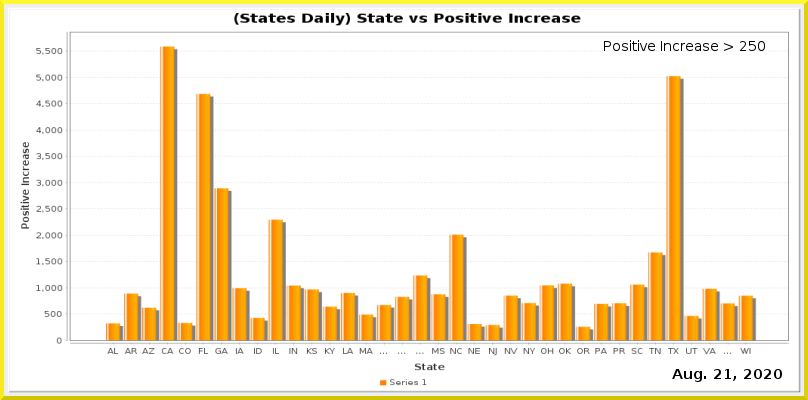 (States Daily) State vs Positive Increase
Positive Increase > 250
5,500
5,000
4,500
4,000
3,500
3,000
2,500
2,000
1,500
1,000
500
0
Positive Increase
AL AR AZ CA CO FL GA IA ID IL IN KS KY LA MA ... ... ... MS NC NE NJ NV NY OH OK OR PA PR SC TN TX UT VA ... WI
State
Series 1
Aug. 21, 2020